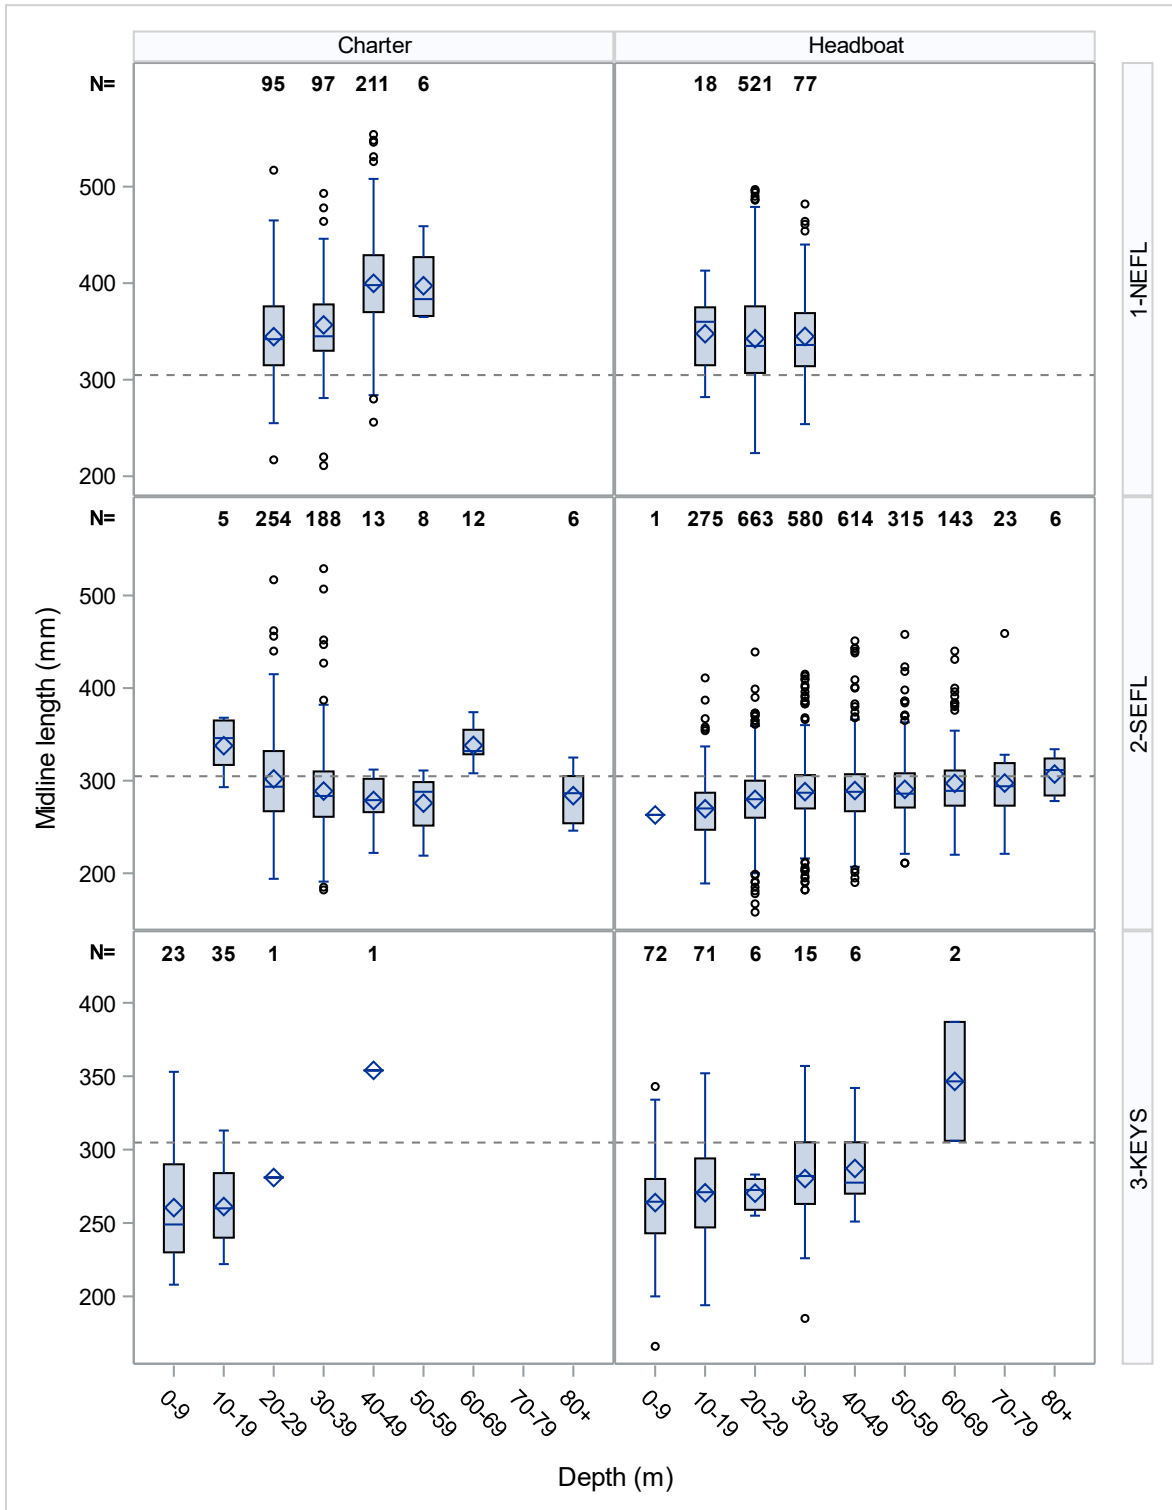 Charter Headboat
N= 95 97 211 6 18 521 77
500
400
300
200
1-NEFL
N= 5 254 188 13 8 12 6 1 275 663 580 614 315 143 23 6
500
400
300
200
2-SEFL
Midline length (mm)
N= 23 35 1 1 72 71 6 15 6 2
400
350
300
250
200
3-KEYS
0-9 10-19 20-29 30-39 40-49 50-59 60-69 70-79 80+ 0-9 10-19 20-29 30-39 40-49 50-59 60-69 70-79 80+
Depth (m)